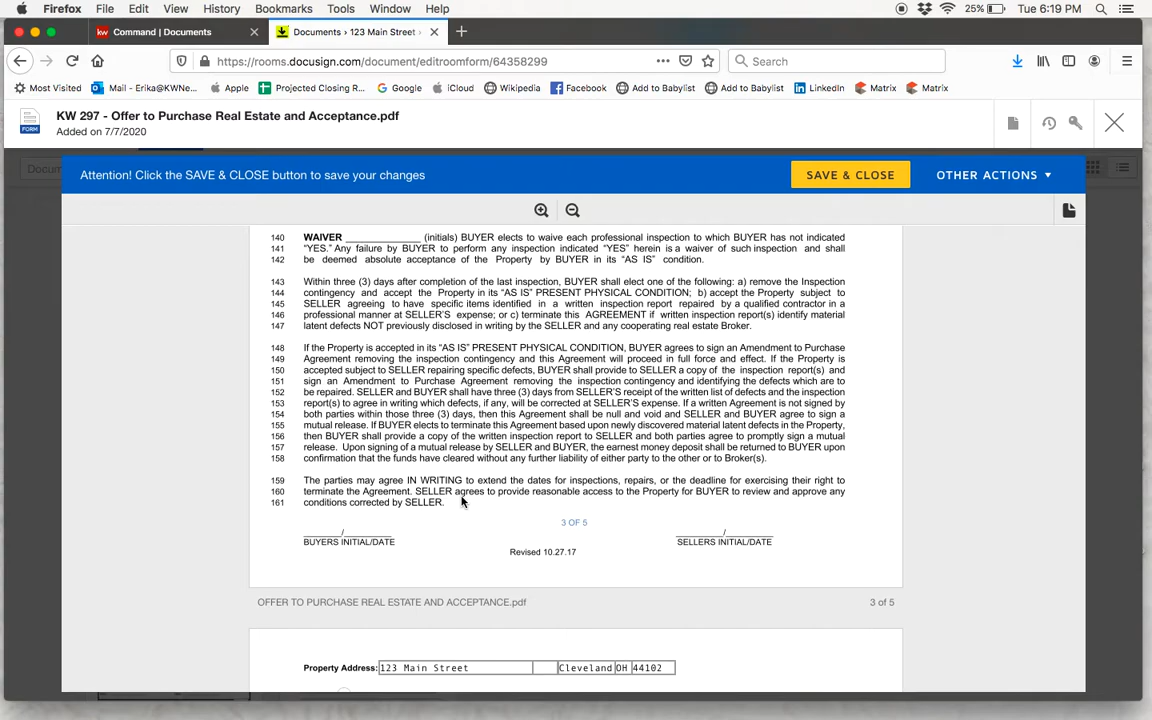 Firefox File Edit View History Bookmarks Tools Window Help 25% Tue 6:19 PM
kw Command | Documents Documents › 123 Main Street ›
https://rooms.docusign.com/document/editroomform/64358299 Search
Most Visited Mail - Erika@KWNe... Apple Projected Closing R... Google iCloud Wikipedia Facebook Add to Babylist Add to Babylist LinkedIn Matrix Matrix
FORM
KW 297 - Offer to Purchase Real Estate and Acceptance.pdf
Added on 7/7/2020
Docum
Attention! Click the SAVE & CLOSE button to save your changes SAVE & CLOSE OTHER ACTIONS
140 WAIVER ______________ (initials) BUYER elects to waive each professional inspection to which BUYER has not indicated
141 "YES." Any failure by BUYER to perform any inspection indicated "YES" herein is a waiver of such inspection and shall
142 be deemed absolute acceptance of the Property by BUYER in its "AS IS" condition.
143 Within three (3) days after completion of the last inspection, BUYER shall elect one of the following: a) remove the Inspection
144 contingency and accept the Property in its "AS IS" PRESENT PHYSICAL CONDITION; b) accept the Property subject to
145 SELLER agreeing to have specific items identified in a written inspection report repaired by a qualified contractor in a
146 professional manner at SELLER'S expense; or c) terminate this AGREEMENT if written inspection report(s) identify material
147 latent defects NOT previously disclosed in writing by the SELLER and any cooperating real estate Broker.
148 If the Property is accepted in its "AS IS" PRESENT PHYSICAL CONDITION, BUYER agrees to sign an Amendment to Purchase
149 Agreement removing the inspection contingency and this Agreement will proceed in full force and effect. If the Property is
150 accepted subject to SELLER repairing specific defects, BUYER shall provide to SELLER a copy of the inspection report(s) and
151 sign an Amendment to Purchase Agreement removing the inspection contingency and identifying the defects which are to
152 be repaired. SELLER and BUYER shall have three (3) days from SELLER'S receipt of the written list of defects and the inspection
153 report(s) to agree in writing which defects, if any, will be corrected at SELLER'S expense. If a written Agreement is not signed by
154 both parties within those three (3) days, then this Agreement shall be null and void and SELLER and BUYER agree to sign a
155 mutual release. If BUYER elects to terminate this Agreement based upon newly discovered material latent defects in the Property,
156 then BUYER shall provide a copy of the written inspection report to SELLER and both parties agree to promptly sign a mutual
157 release. Upon signing of a mutual release by SELLER and BUYER, the earnest money deposit shall be returned to BUYER upon
158 confirmation that the funds have cleared without any further liability of either party to the other or to Broker(s).
159 The parties may agree IN WRITING to extend the dates for inspections, repairs, or the deadline for exercising their right to
160 terminate the Agreement. SELLER agrees to provide reasonable access to the Property for BUYER to review and approve any
161 conditions corrected by SELLER.
3 OF 5
________/__________ ________/__________
BUYERS INITIAL/DATE SELLERS INITIAL/DATE
Revised 10.27.17
OFFER TO PURCHASE REAL ESTATE AND ACCEPTANCE.pdf 3 of 5
Property Address: 123 Main Street Cleveland OH 44102